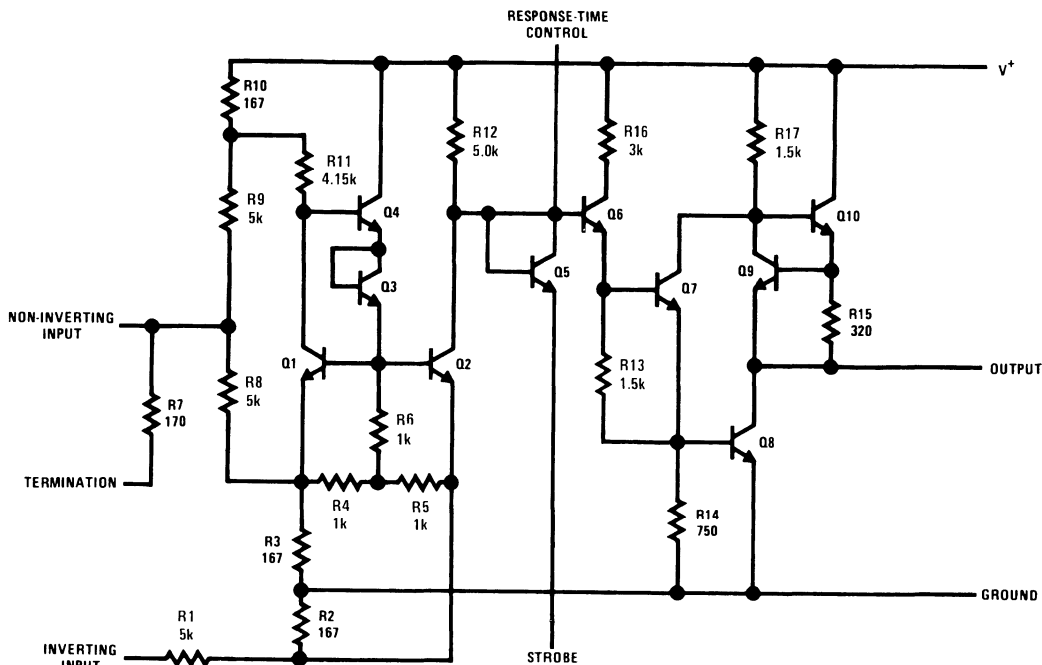 RESPONSE-TIME
CONTROL
V+
R10
167
R11
4.15k
R12
5.0k
R16
3k
R17
1.5k
R9
5k
Q4
Q6
Q10
Q3
Q5
Q7
Q9
R15
320
NON-INVERTING
INPUT
Q1
Q2
R13
1.5k
OUTPUT
R7
170
R8
5k
R6
1k
Q8
TERMINATION
R4
1k
R5
1k
R14
750
R3
167
GROUND
R1
5k
R2
167
INVERTING
INPUT
STROBE